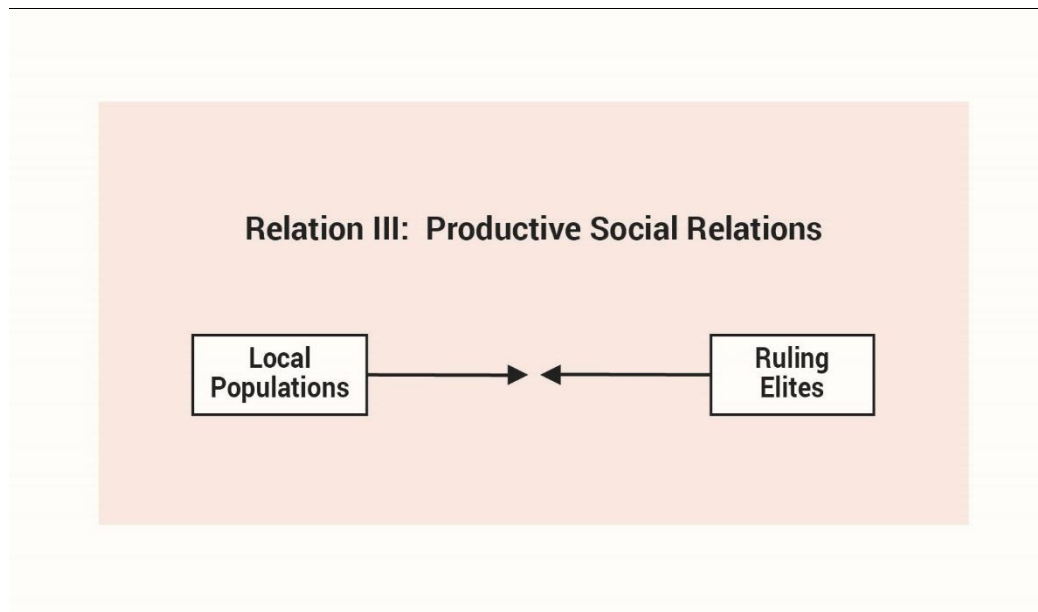 Relation III: Productive Social Relations
Local
Populations
Ruling
Elites